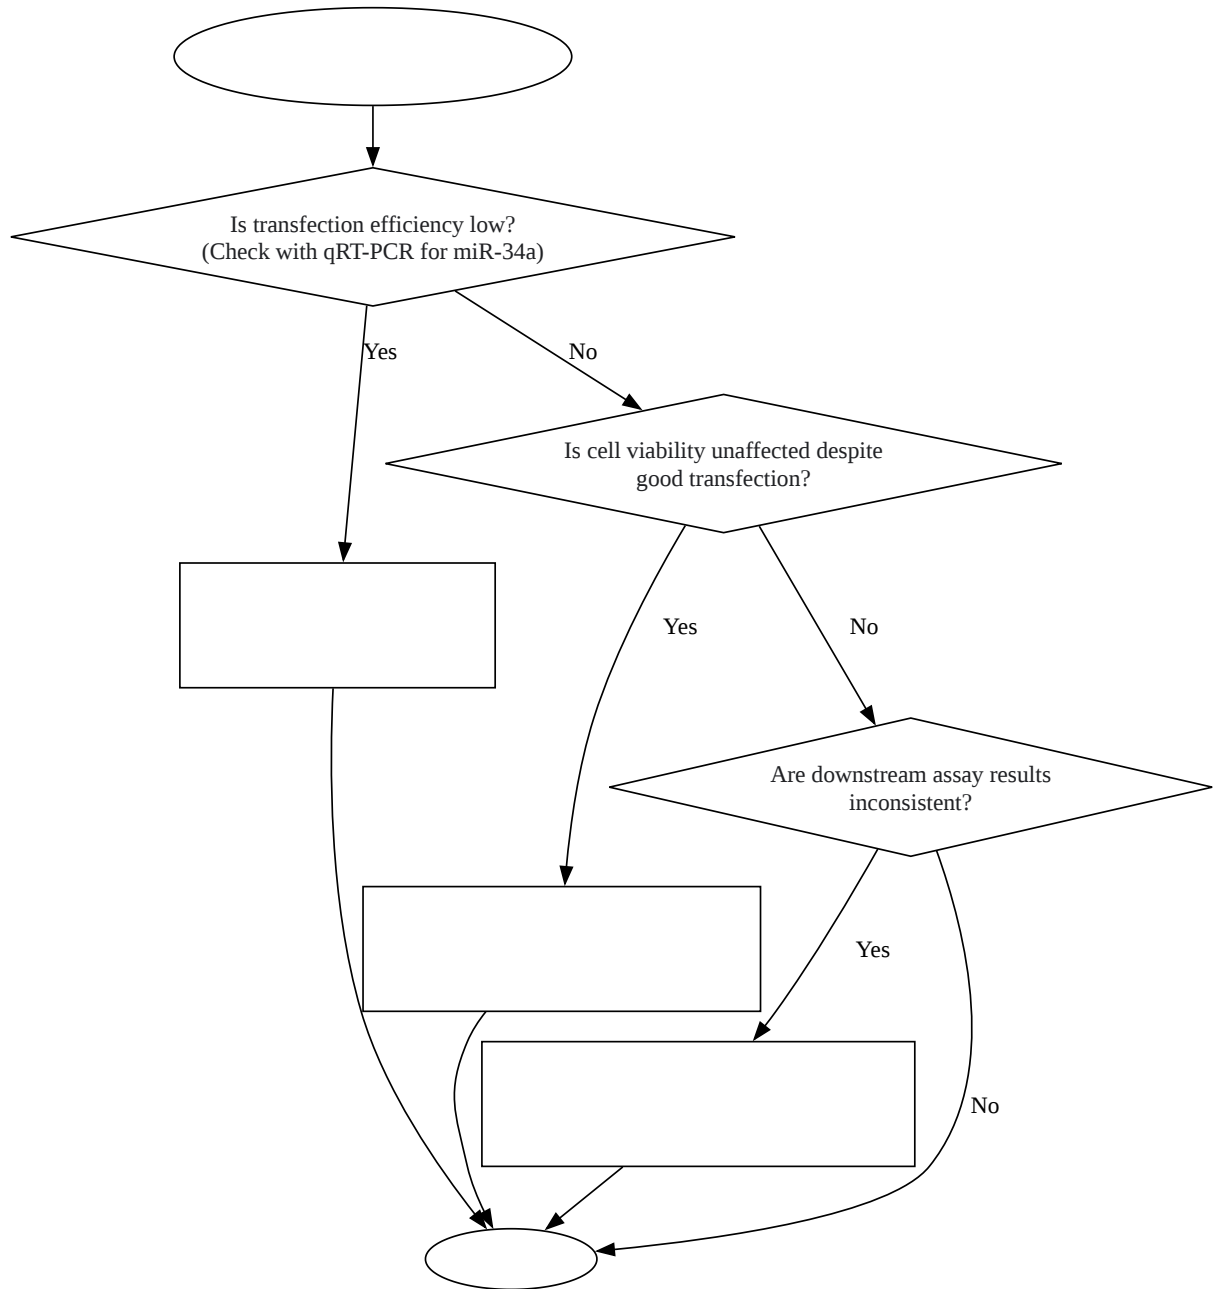 Is transfection efficiency low?
(Check with qRT-PCR for miR-34a)
Yes
No
Is cell viability unaffected despite
good transfection?
Yes
No
Are downstream assay results
inconsistent?
Yes
No